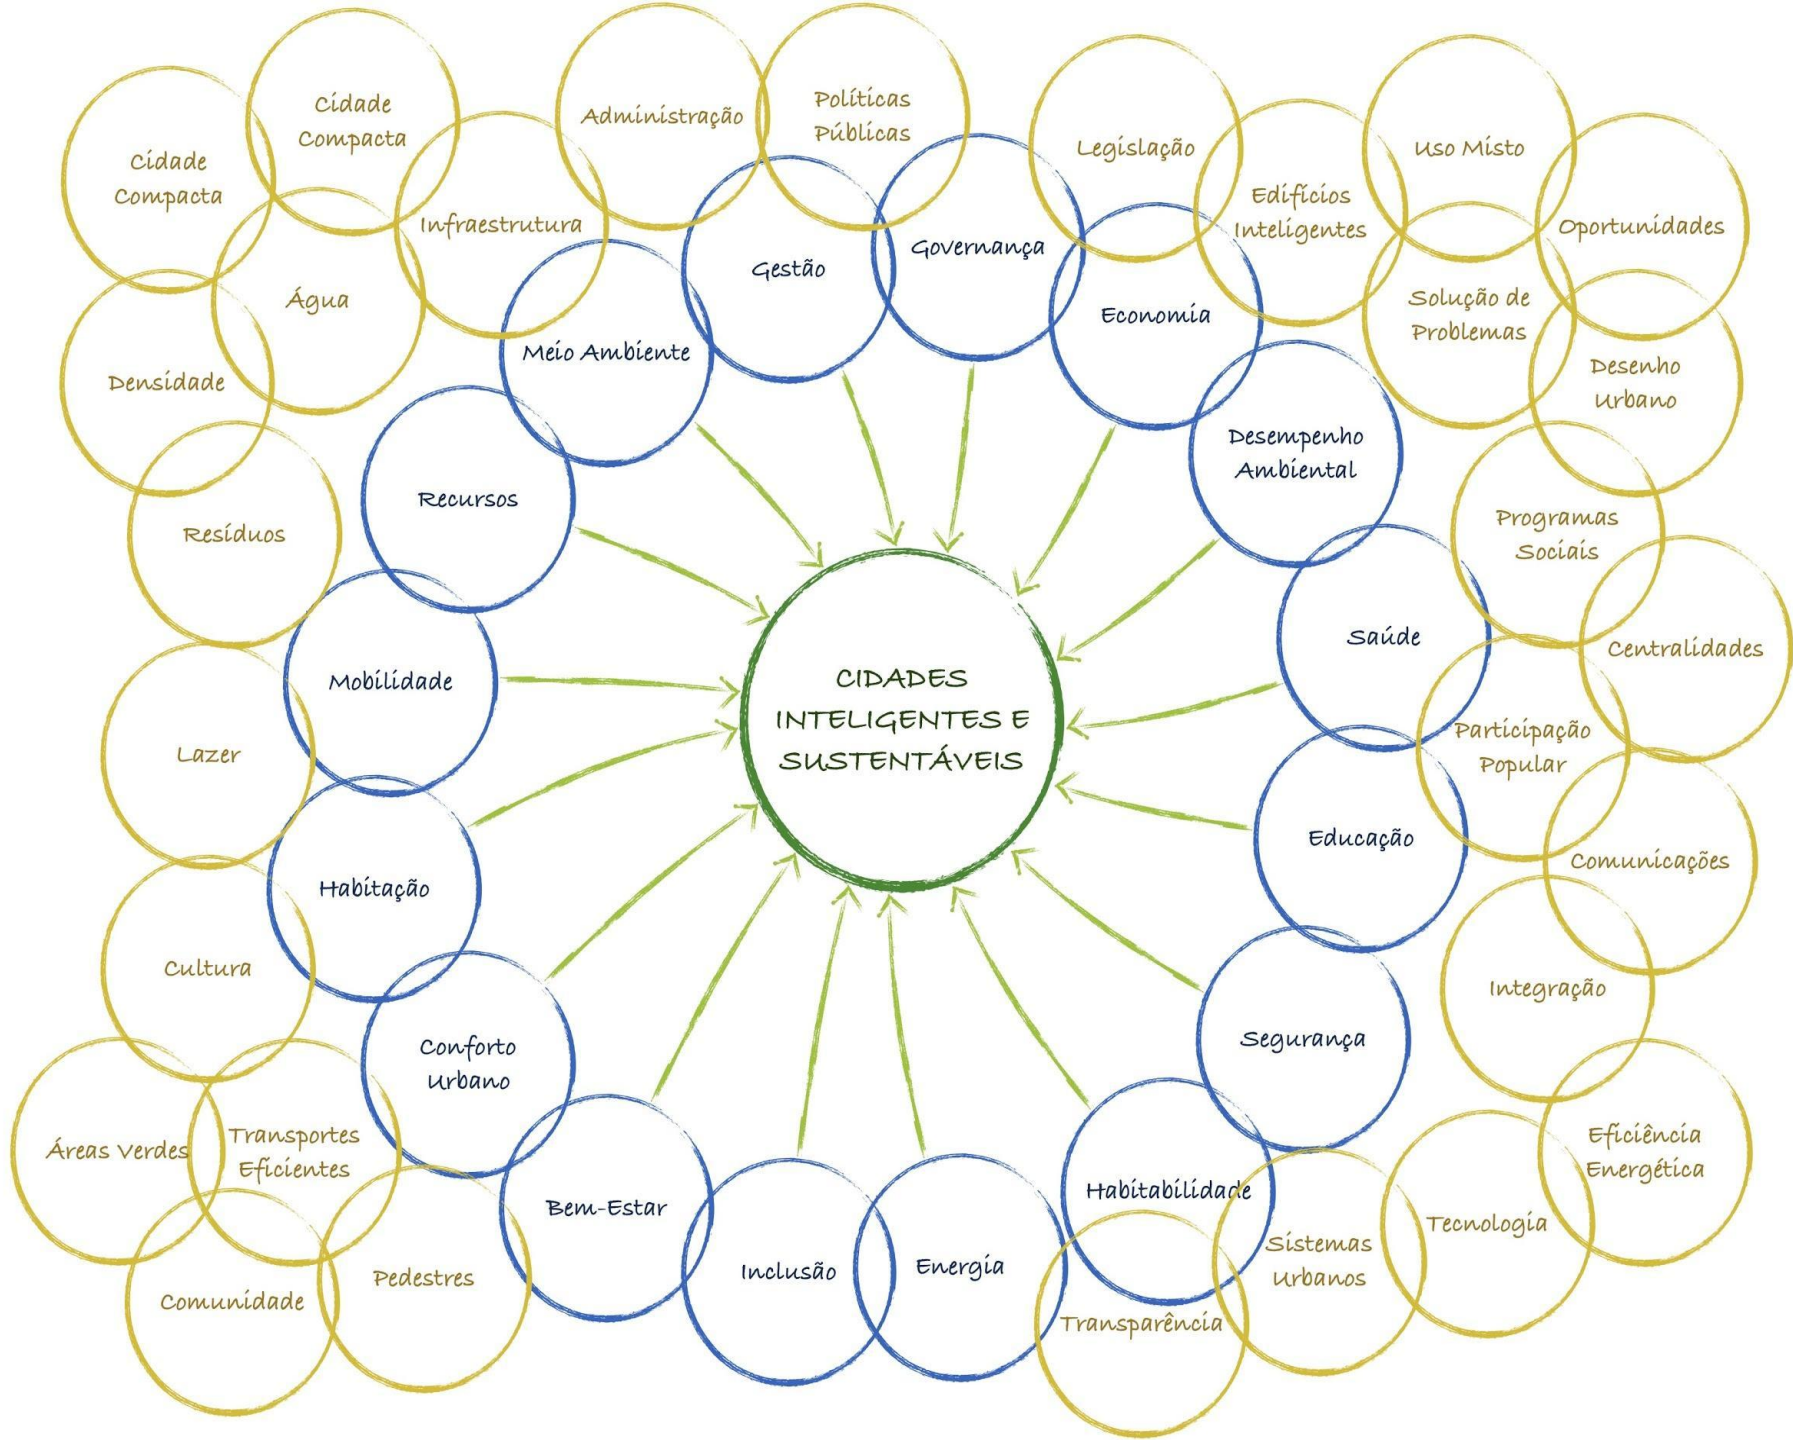 Cidade
Compacta
Cidade
Compacta
Infraestrutura
Administração
Políticas
Públicas
Legislação
Edifícios
Inteligentes
Uso Misto
Oportunidades
Água
Meio Ambiente
Gestão
Governança
Economia
Solução de
Problemas
Desenho
Urbano
Densidade
Recursos
Desempenho
Ambiental
Programas
Sociais
Resíduos
Mobilidade
CIDADES
INTELIGENTES E
SUSTENTÁVEIS
Saúde
Centralidades
Lazer
Participação
Popular
Habitação
Educação
Comunicações
Cultura
Conforto
Urbano
Segurança
Integração
Áreas Verdes
Transportes
Eficientes
Bem-Estar
Inclusão
Energia
Habitabilidade
Eficiência
Energética
Comunidade
Pedestres
Transparência
Sistemas
Urbanos
Tecnologia